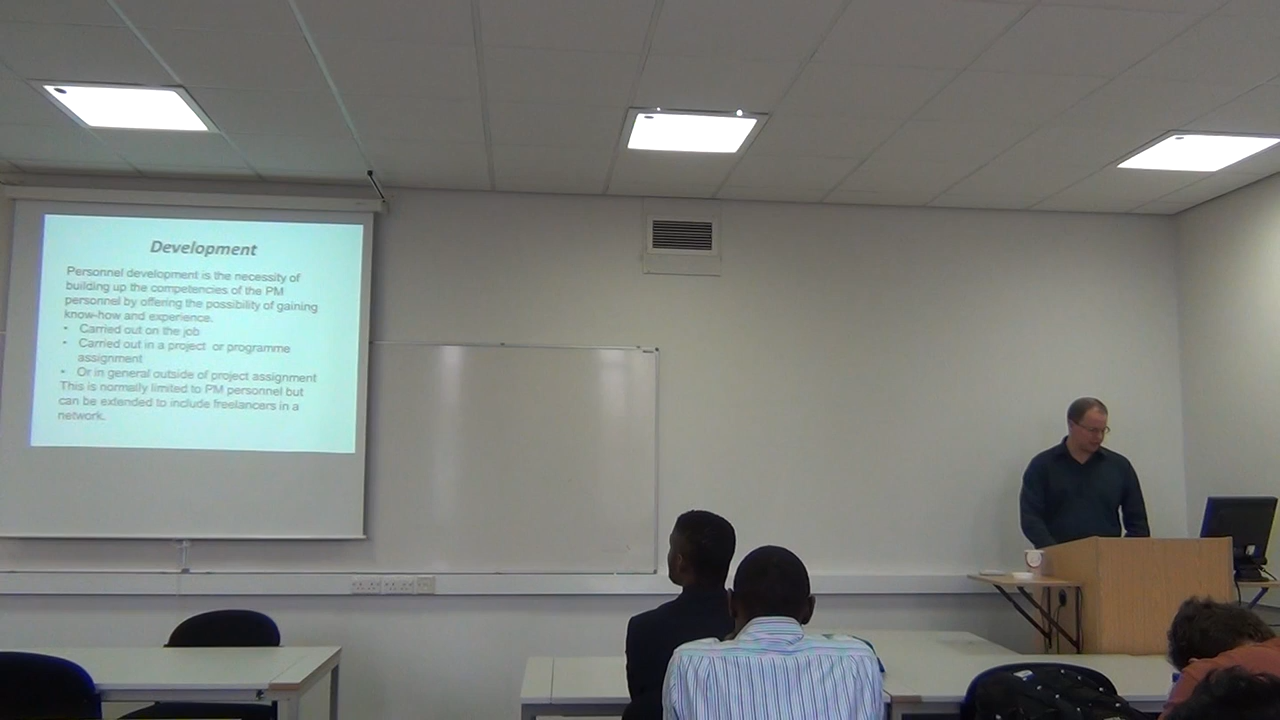 Development
Personnel development is the necessity of
building up the competencies of the PM
personnel by offering the possibility of gaining
know-how and experience.
• Carried out on the job
• Carried out in a project or programme
assignment
• Or in general outside of project assignment
This is normally limited to PM personnel but
can be extended to include freelancers in a
network.